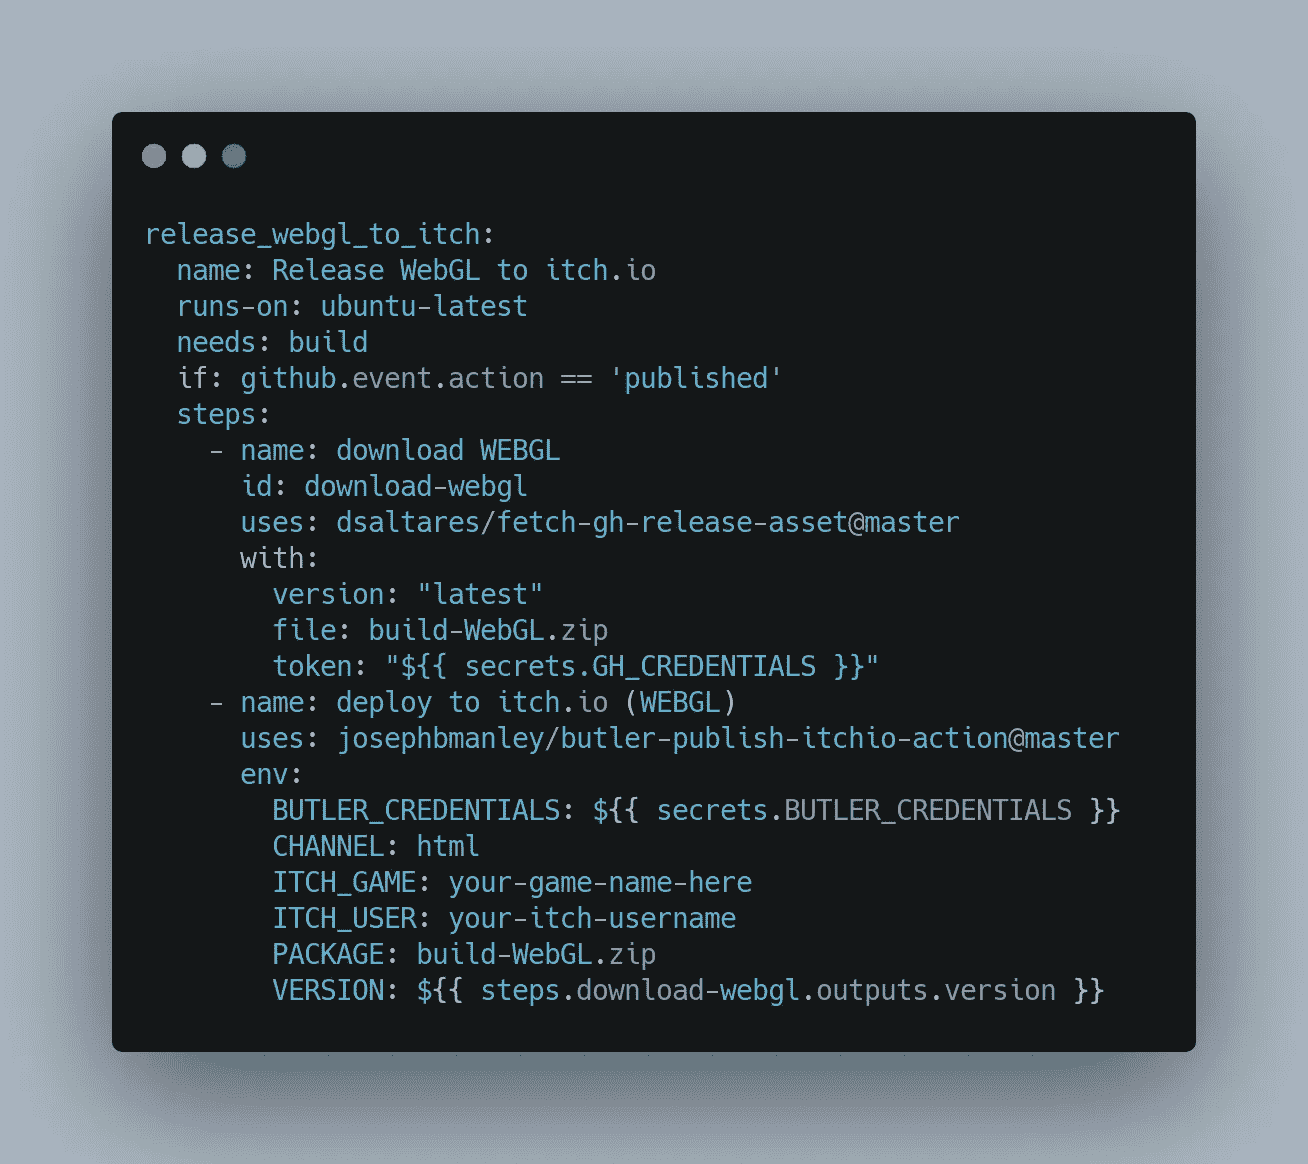 release_webgl_to_itch:
  name: Release WebGL to itch.io
  runs-on: ubuntu-latest
  needs: build
  if: github.event.action == 'published'
  steps:
    - name: download WEBGL
      id: download-webgl
      uses: dsaltares/fetch-gh-release-asset@master
      with:
        version: "latest"
        file: build-WebGL.zip
        token: "${{ secrets.GH_CREDENTIALS }}"
    - name: deploy to itch.io (WEBGL)
      uses: josephbmanley/butler-publish-itchio-action@master
      env:
        BUTLER_CREDENTIALS: ${{ secrets.BUTLER_CREDENTIALS }}
        CHANNEL: html
        ITCH_GAME: your-game-name-here
        ITCH_USER: your-itch-username
        PACKAGE: build-WebGL.zip
        VERSION: ${{ steps.download-webgl.outputs.version }}